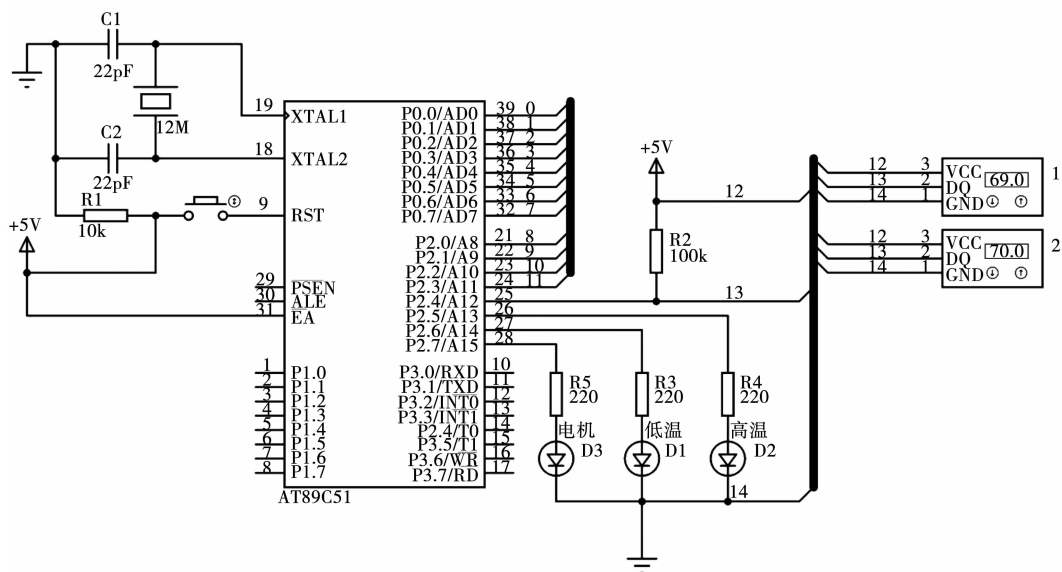 C1
22pF
12M
C2
22pF
R1
10k
+5V
19
XTAL1
18
XTAL2
9
RST
29
PSEN
30
ALE
31
EA
1
P1.0
2
P1.1
3
P1.2
4
P1.3
5
P1.4
6
P1.5
7
P1.6
8
P1.7
AT89C51
P0.0/AD0 39 0
P0.1/AD1 38 1
P0.2/AD2 37 2
P0.3/AD3 36 3
P0.4/AD4 35 4
P0.5/AD5 34 5
P0.6/AD6 33 6
P0.7/AD7 32 7
P2.0/A8 21 8
P2.1/A9 22 9
P2.2/A10 23 10
P2.3/A11 24 11
P2.4/A12 25
P2.5/A13 26
P2.6/A14 27
P2.7/A15 28
P3.0/RXD 10
P3.1/TXD 11
P3.2/INT0 12
P3.3/INT1 13
P2.4/T0 14
P3.5/T1 15
P3.6/WR 16
P3.7/RD 17
+5V
12
R2
100k
13
R5
220
R3
220
R4
220
电机
D3
低温
D1
高温
D2
14
12 3 VCC
13 2 DQ
14 1 GND
69.0
1
12 3 VCC
13 2 DQ
14 1 GND
70.0
2